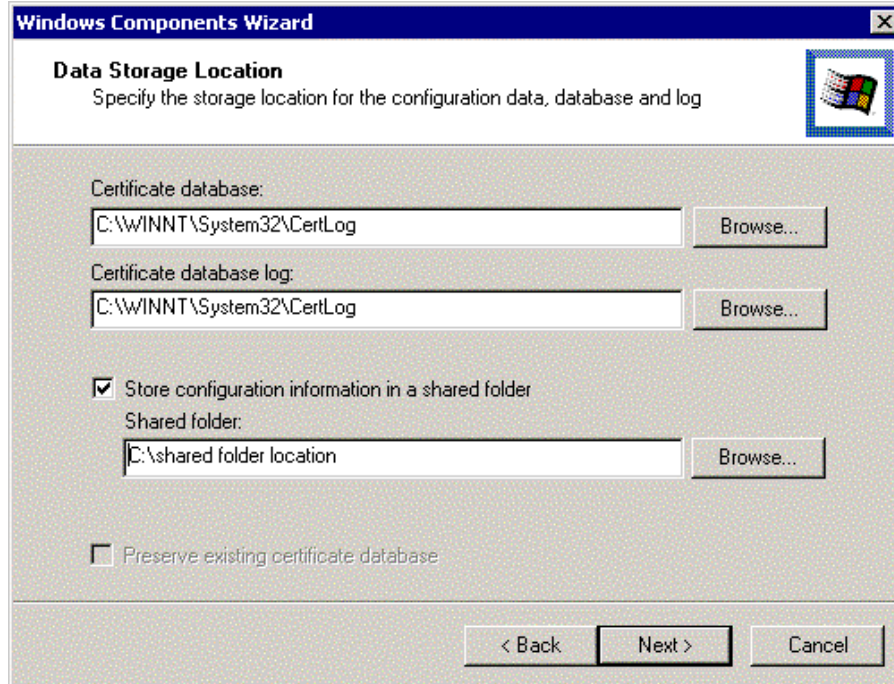 Windows Components Wizard
Data Storage Location
Specify the storage location for the configuration data, database and log
Certificate database:
C:\WINNT\System32\CertLog
Browse...
Certificate database log:
C:\WINNT\System32\CertLog
Browse...
Store configuration information in a shared folder
Shared folder:
C:\shared folder location
Browse...
Preserve existing certificate database
< Back
Next >
Cancel